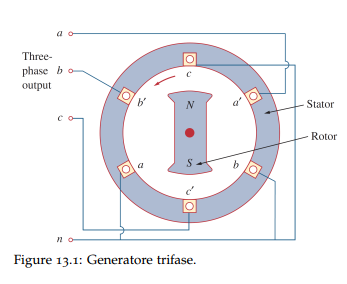 a
Three-
phase b
output
c
n
c
b′
N
a′
Stator
Rotor
a
S
b
c′
Figure 13.1: Generatore trifase.